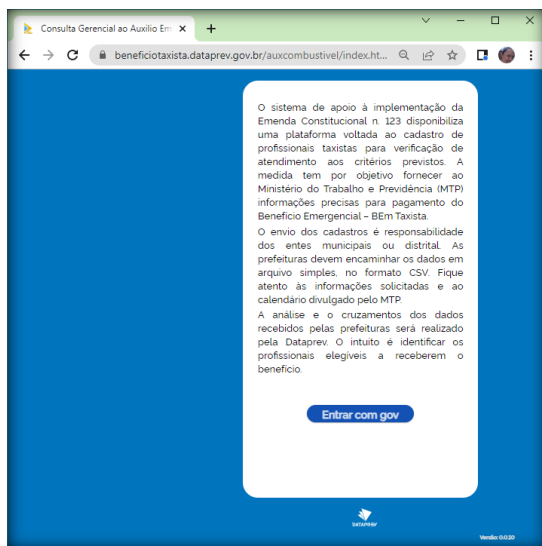 Consulta Gerencial ao Auxílio Em
beneficiotaxista.dataprev.gov.br/auxcombustivel/index.ht...
O sistema de apoio à implementação da
Emenda Constitucional n. 123 disponibiliza
uma plataforma voltada ao cadastro de
profissionais taxistas para verificação de
atendimento aos critérios previstos. A
medida tem por objetivo fornecer ao
Ministério do Trabalho e Previdência (MTP)
informações precisas para pagamento do
Benefício Emergencial – BEm Taxista.
O envio dos cadastros é responsabilidade
dos entes municipais ou distrital. As
prefeituras devem encaminhar os dados em
arquivo simples, no formato CSV. Fique
atento às informações solicitadas e ao
calendário divulgado pelo MTP.
A análise e o cruzamentos dos dados
recebidos pelas prefeituras será realizado
pela Dataprev. O intuito é identificar os
profissionais elegíveis a receberem o
benefício.
Entrar com gov
DATAPREV
Versão: 0.0.20